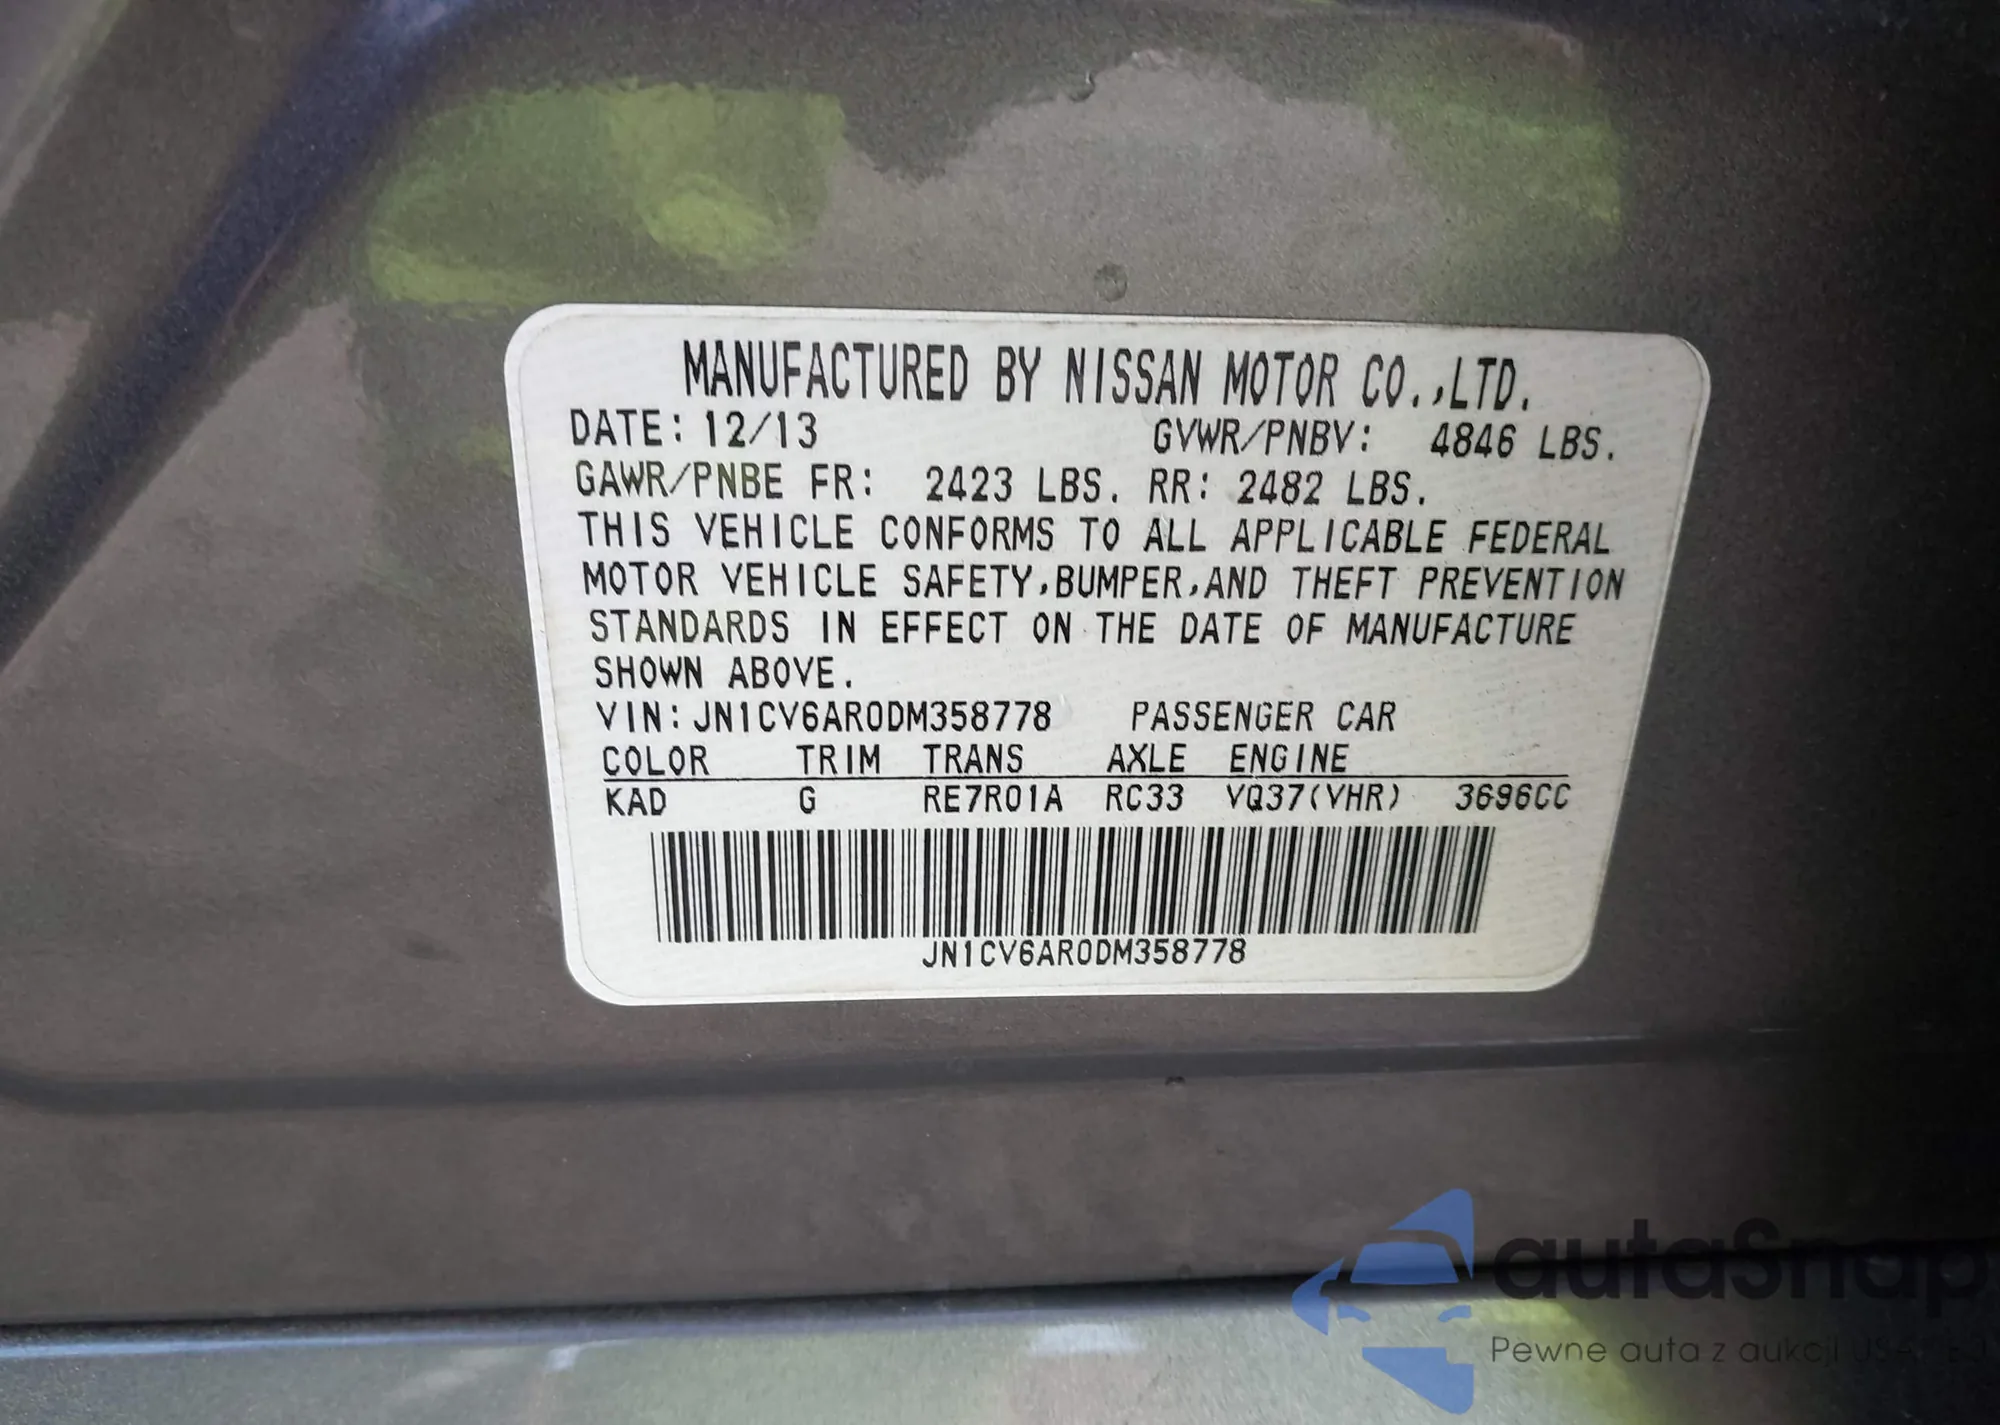 MANUFACTURED BY NISSAN MOTOR CO.,LTD.
DATE: 12/13 GVWR/PNBV: 4846 LBS.
GAWR/PNBE FR: 2423 LBS. RR: 2482 LBS.
THIS VEHICLE CONFORMS TO ALL APPLICABLE FEDERAL
MOTOR VEHICLE SAFETY,BUMPER,AND THEFT PREVENTION
STANDARDS IN EFFECT ON THE DATE OF MANUFACTURE
SHOWN ABOVE.
VIN: JN1CV6AR0DM358778 PASSENGER CAR
COLOR TRIM TRANS AXLE ENGINE
KAD G RE7R01A RC33 VQ37(VHR) 3696CC
JN1CV6AR0DM358778
autaSnap
Pewne auta z aukcji USA